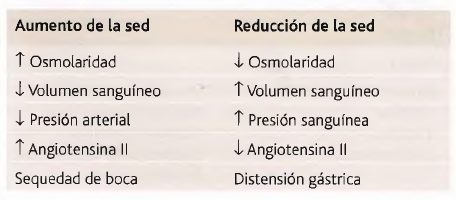 Aumento de la sed Reducción de la sed
↑ Osmolaridad ↓ Osmolaridad
↓ Volumen sanguíneo ↑ Volumen sanguíneo
↓ Presión arterial ↑ Presión sanguínea
↑ Angiotensina II ↓ Angiotensina II
Sequedad de boca Distensión gástrica